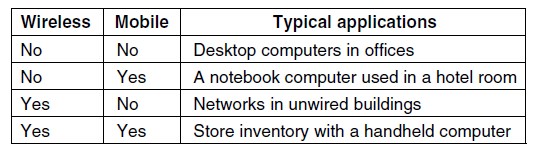 Wireless Mobile Typical applications
No No Desktop computers in offices
No Yes A notebook computer used in a hotel room
Yes No Networks in unwired buildings
Yes Yes Store inventory with a handheld computer